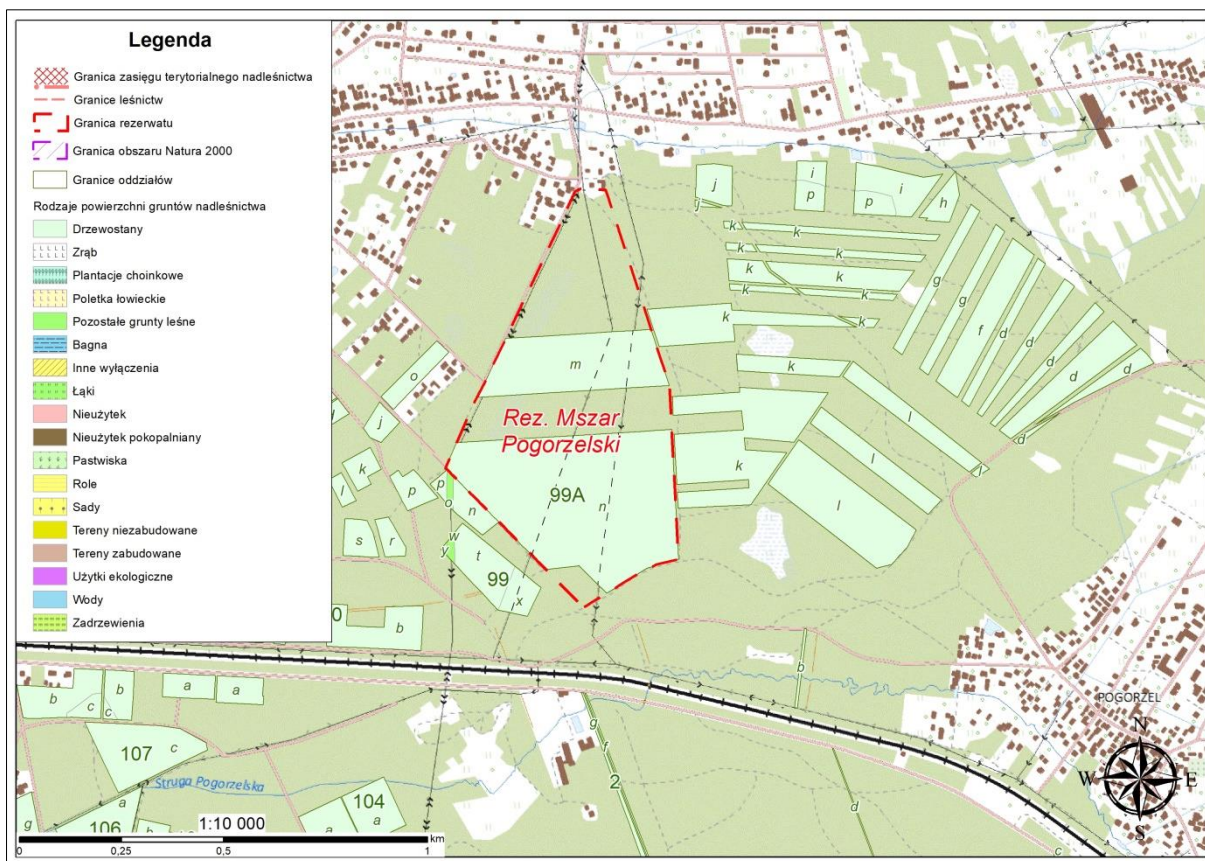 Legenda
Granica zasięgu terytorialnego nadleśnictwa
Granice leśnictw
Granica rezerwatu
Granica obszaru Natura 2000
Granice oddziałów
Rodzaje powierzchni gruntów nadleśnictwa
Drzewostany
Zrąb
Plantacje choinkowe
Poletka łowieckie
Pozostałe grunty leśne
Bagna
Inne wyłączenia
Łąki
Nieużytek
Nieużytek pokopalniany
Pastwiska
Role
Sady
Tereny niezabudowane
Tereny zabudowane
Użytki ekologiczne
Wody
Zadrzewienia
j
i
p
i
p
h
j
k
k
k
k
k
k
k
k
k
k
g
g
f
d
d
d
d
d
d
l
l
l
l
m
o
j
k
l
p
s
r
p
o
n
w
y
t
99
x
l
Rez. Mszar
Pogorzelski
99A
n
b
b
b
c
c
a
a
107
c
Struga Pogorzelska
a
g
106
b
104
a
a
g
f
2
b
d
c
POGORZEL
N
W
E
S
1:10 000
km
0
0,25
0,5
1